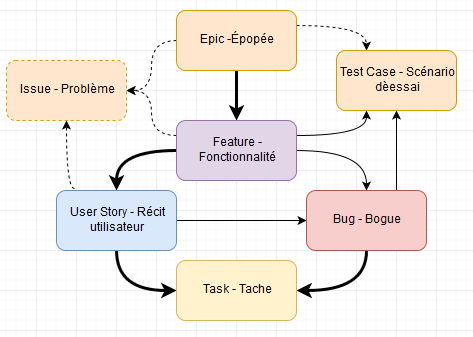 Epic -Épopée
Issue - Problème
Test Case - Scénario
dèessai
Feature -
Fonctionnalité
User Story - Récit
utilisateur
Bug - Bogue
Task - Tache